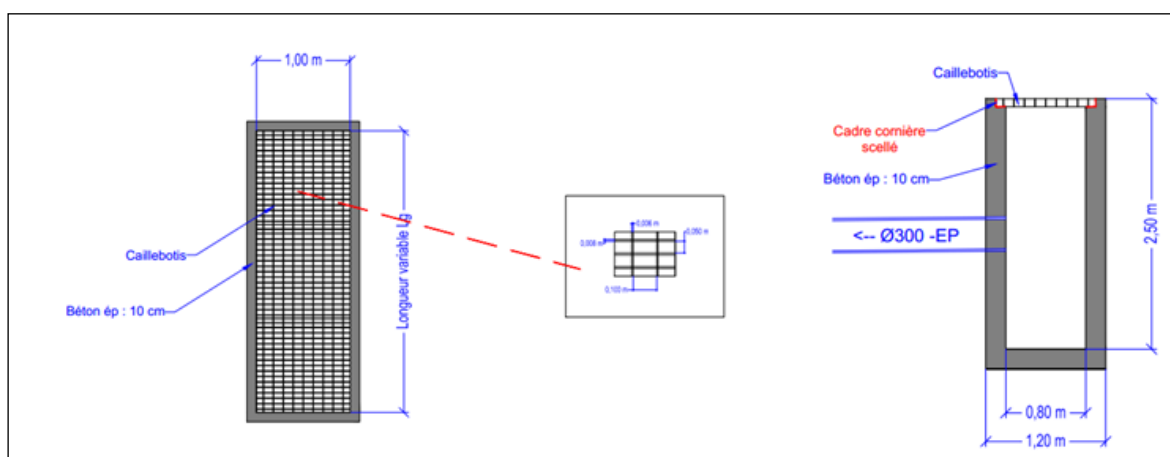 1,00 m
Caillebotis
Béton ép : 10 cm
Longueur variable Lg
0,006 m
0,006 m
0,050 m
0,100 m
Caillebotis
Cadre cornière
scellé
Béton ép : 10 cm
<-- Ø300 -EP
2,50 m
0,80 m
1,20 m